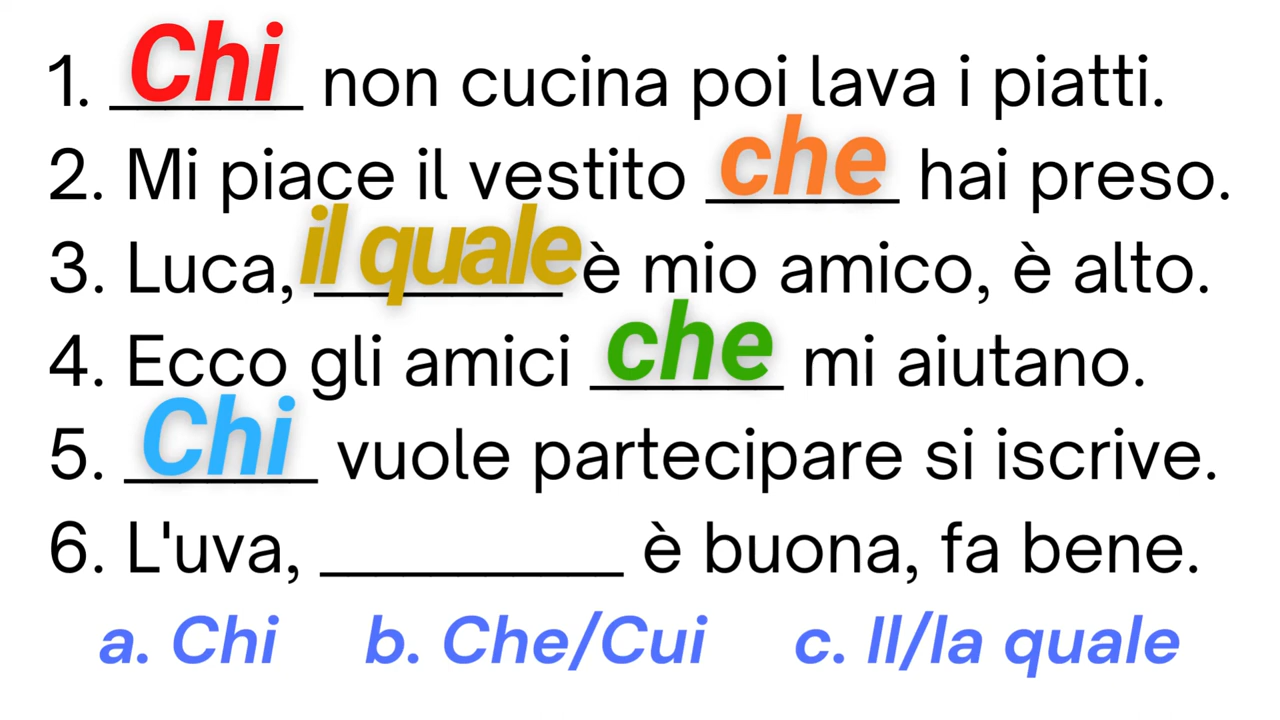 1. Chi non cucina poi lava i piatti.
2. Mi piace il vestito che hai preso.
3. Luca, il quale è mio amico, è alto.
4. Ecco gli amici che mi aiutano.
5. Chi vuole partecipare si iscrive.
6. L'uva, __________ è buona, fa bene.
a. Chi b. Che/Cui c. Il/la quale